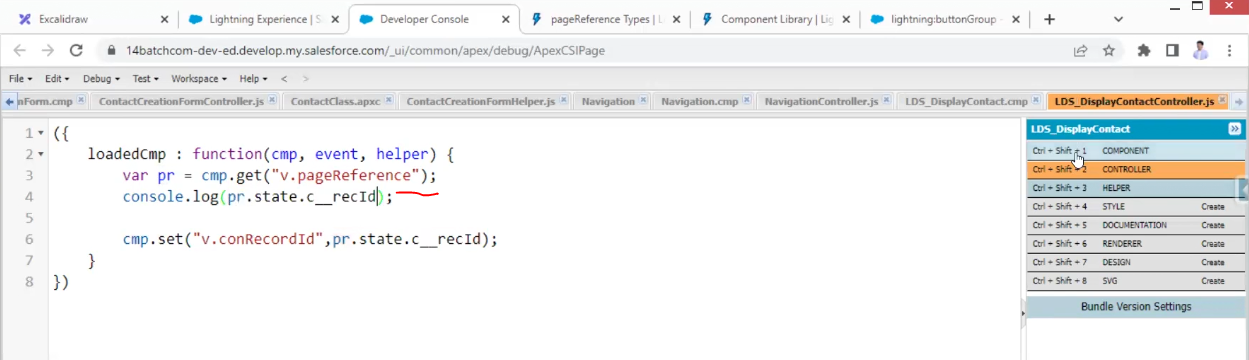 Excalidraw
Lightning Experience | S
Developer Console
pageReference Types | L
Component Library | Lig
lightning:buttonGroup -
14batchcom-dev-ed.develop.my.salesforce.com/_ui/common/apex/debug/ApexCSIPage
File Edit Debug Test Workspace Help < >
nForm.cmp ContactCreationFormController.js ContactClass.apxc ContactCreationFormHelper.js Navigation Navigation.cmp NavigationController.js LDS_DisplayContact.cmp LDS_DisplayContactController.js
1 ({
2 loadedCmp : function(cmp, event, helper) {
3 var pr = cmp.get("v.pageReference");
4 console.log(pr.state.c__recId);
5
6 cmp.set("v.conRecordId",pr.state.c__recId);
7 }
8 })
LDS_DisplayContact
Ctrl + Shift + 1 COMPONENT
Ctrl + Shift + 2 CONTROLLER
Ctrl + Shift + 3 HELPER
Ctrl + Shift + 4 STYLE Create
Ctrl + Shift + 5 DOCUMENTATION Create
Ctrl + Shift + 6 RENDERER Create
Ctrl + Shift + 7 DESIGN Create
Ctrl + Shift + 8 SVG Create
Bundle Version Settings